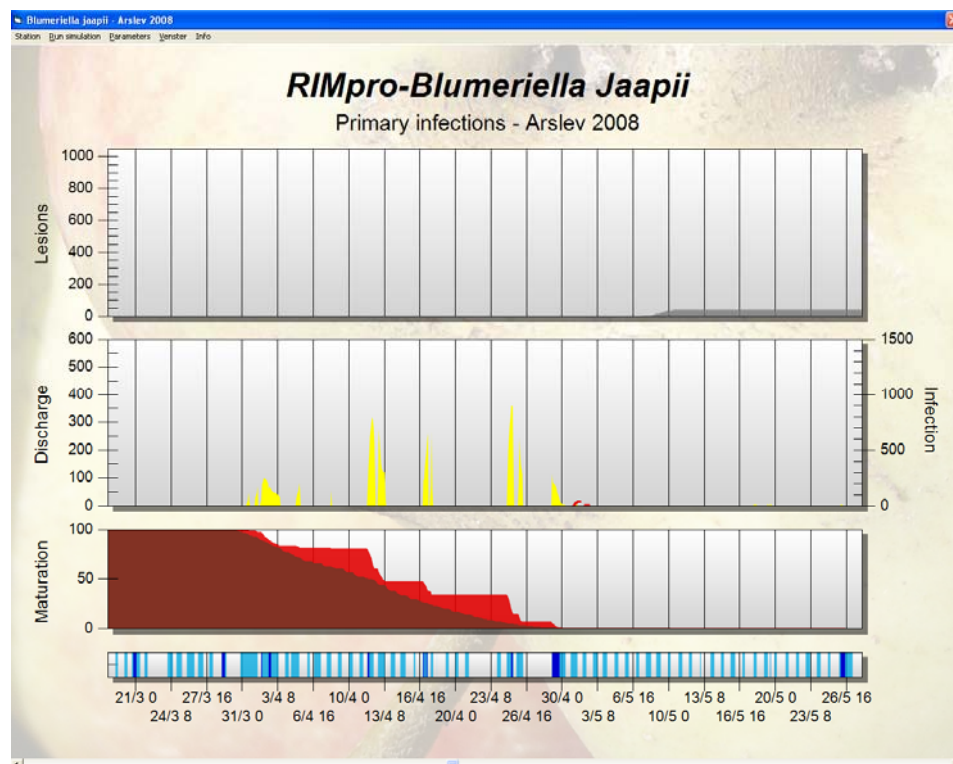 Blumeriella jaapii - Arslev 2008
Station Run simulation Parameters Venster Info
RIMpro-Blumeriella Jaapii
Primary infections - Arslev 2008
Lesions
1000
800
600
400
200
0
Discharge
600
500
400
300
200
100
0
1500
1000
500
0
Infection
Maturation
100
50
0
21/3 0 27/3 16 3/4 8 10/4 0 16/4 16 23/4 8 30/4 0 6/5 16 13/5 8 20/5 0 26/5 16
24/3 8 31/3 0 6/4 16 13/4 8 20/4 0 26/4 16 3/5 8 10/5 0 16/5 16 23/5 8